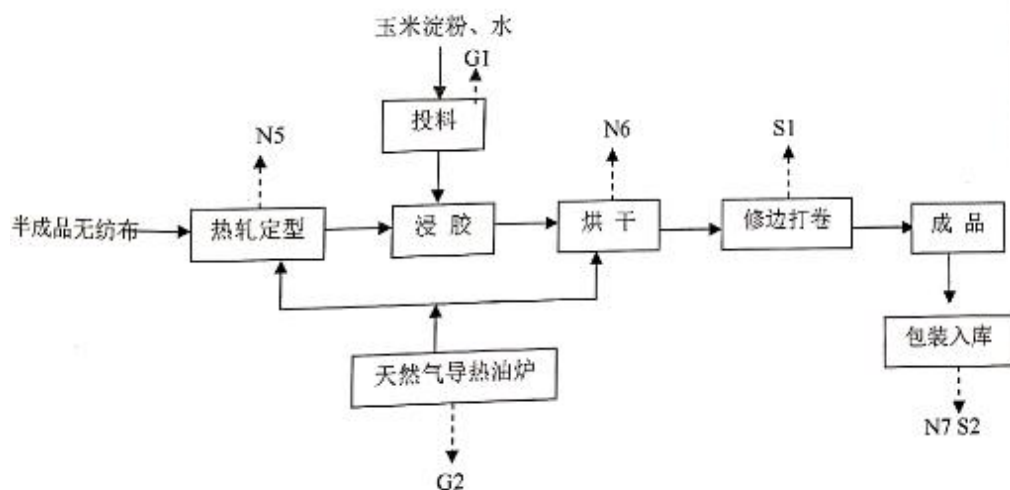 玉米淀粉、水
G1
投料
N5
N6
S1
半成品无纺布
热轧定型
浸 胶
烘 干
修边打卷
成 品
包装入库
天然气导热油炉
N7 S2
G2